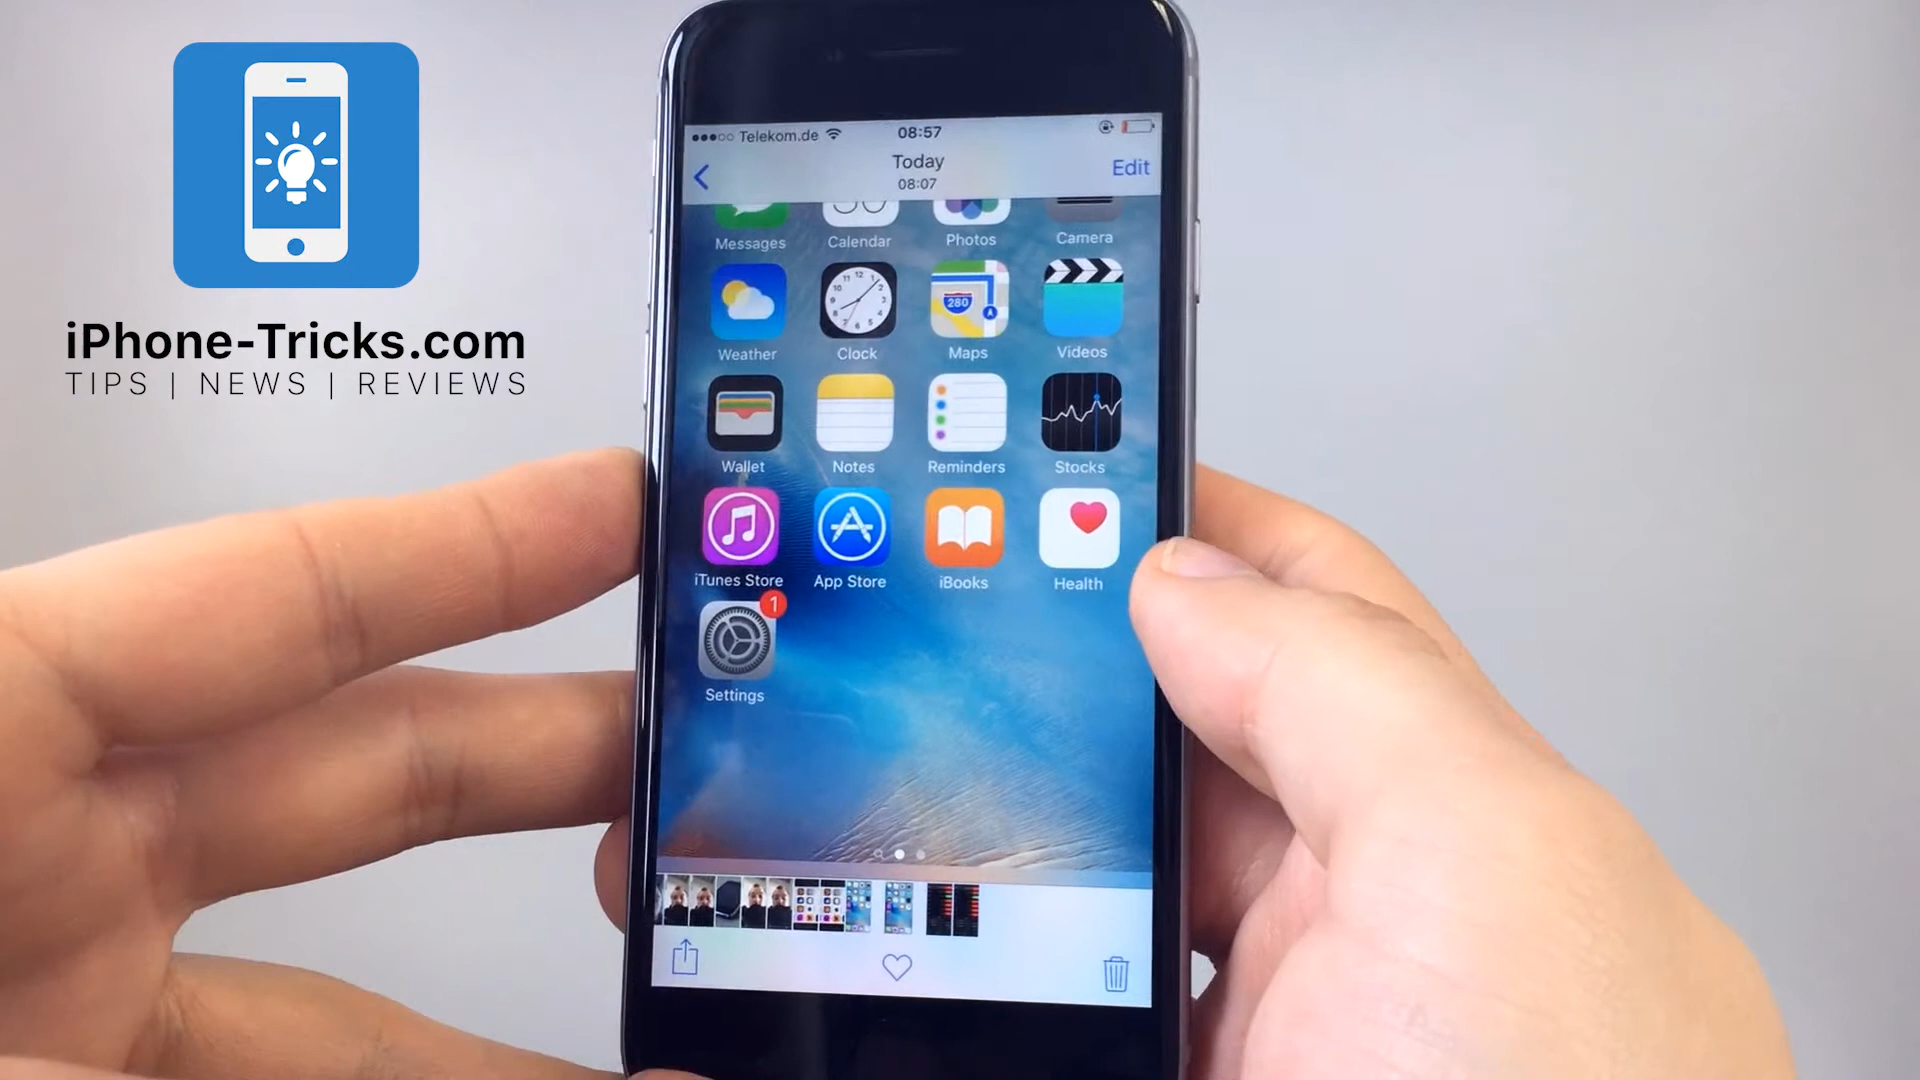 iPhone-Tricks.com
TIPS | NEWS | REVIEWS
Telekom.de 08:57
Today
08:07
Edit
Messages Calendar Photos Camera
280
Weather Clock Maps Videos
Wallet Notes Reminders Stocks
iTunes Store App Store iBooks Health
1
Settings